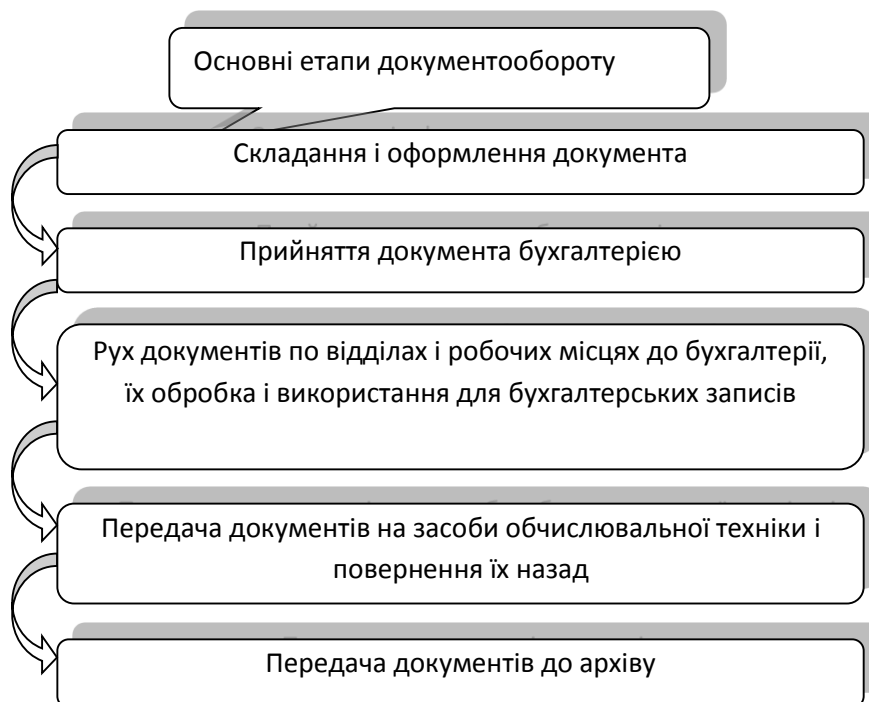 Основні етапи документообороту
Складання і оформлення документа
Прийняття документа бухгалтерією
Рух документів по відділах і робочих місцях до бухгалтерії,
їх обробка і використання для бухгалтерських записів
Передача документів на засоби обчислювальної техніки і
повернення їх назад
Передача документів до архіву